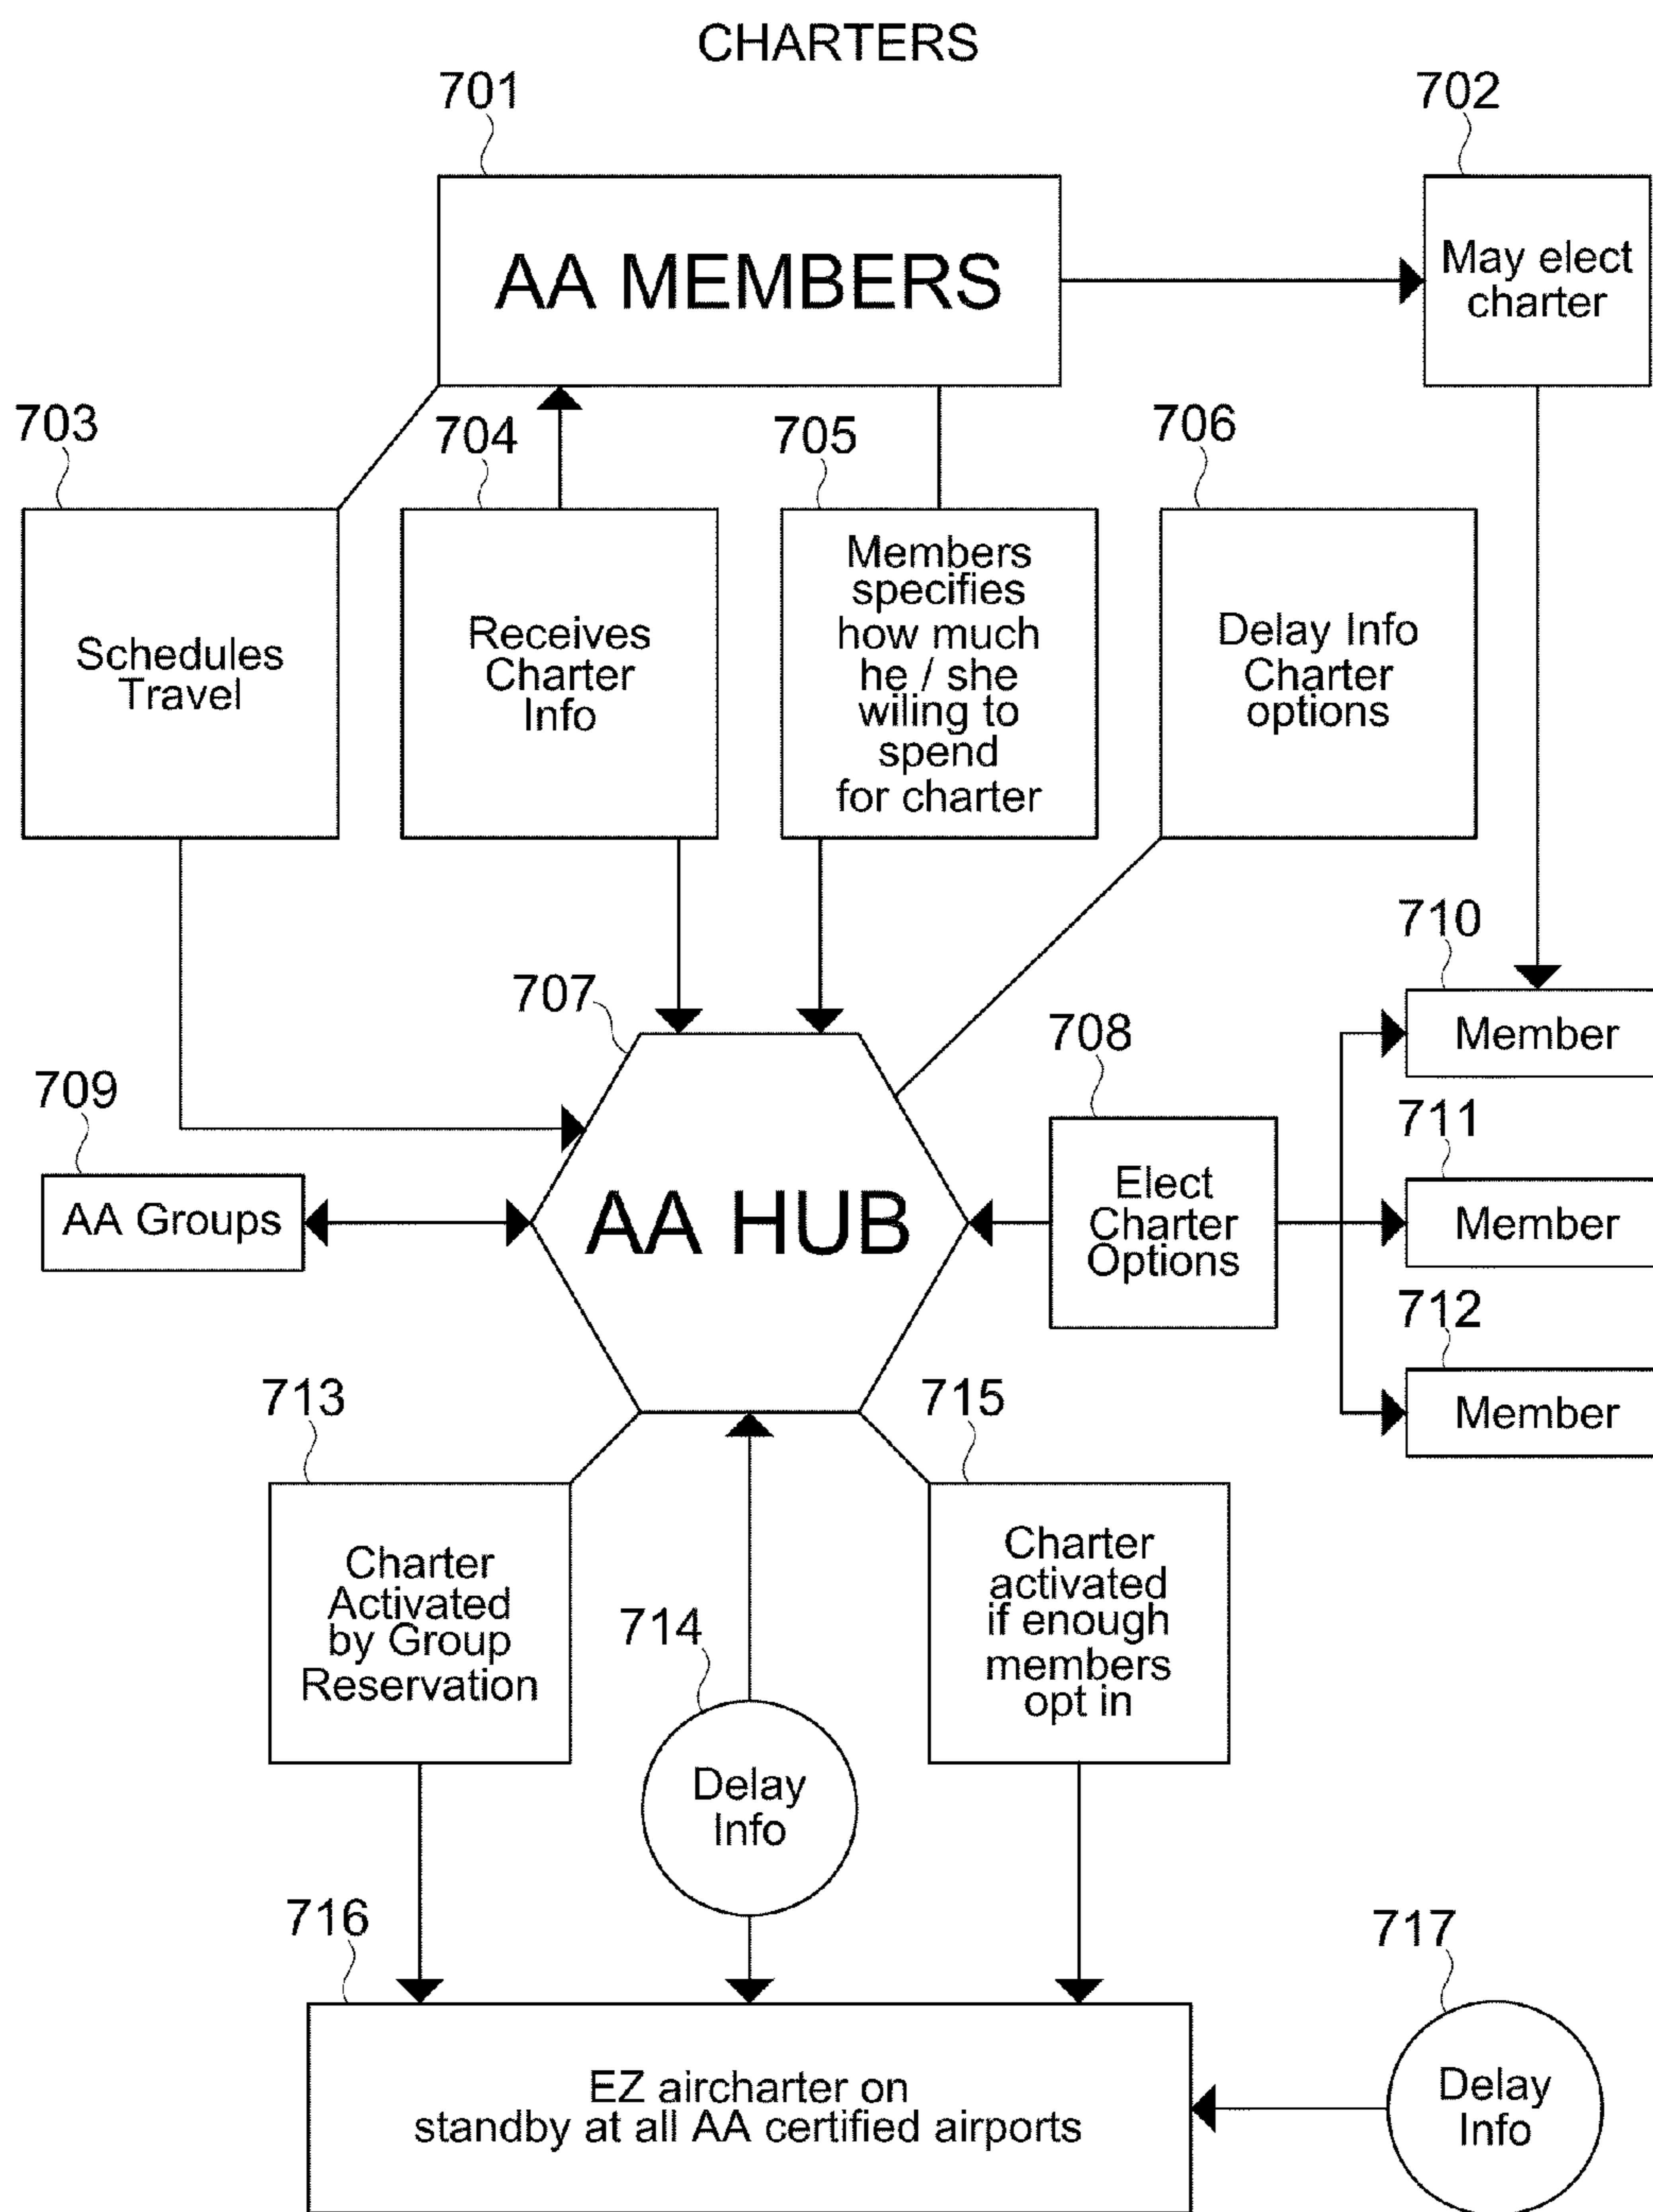 CHARTERS
701
702
AA MEMBERS
May elect
charter
703
704
705
706
Schedules
Travel
Receives
Charter
Info
Members
specifies
how much
he / she
wiling to
spend
for charter
Delay Info
Charter
options
707
708
709
710
Member
711
Member
712
Member
AA Groups
AA HUB
Elect
Charter
Options
713
714
715
Charter
Activated
by Group
Reservation
Delay
Info
Charter
activated
if enough
members
opt in
716
717
EZ aircharter on
standby at all AA certified airports
Delay
Info